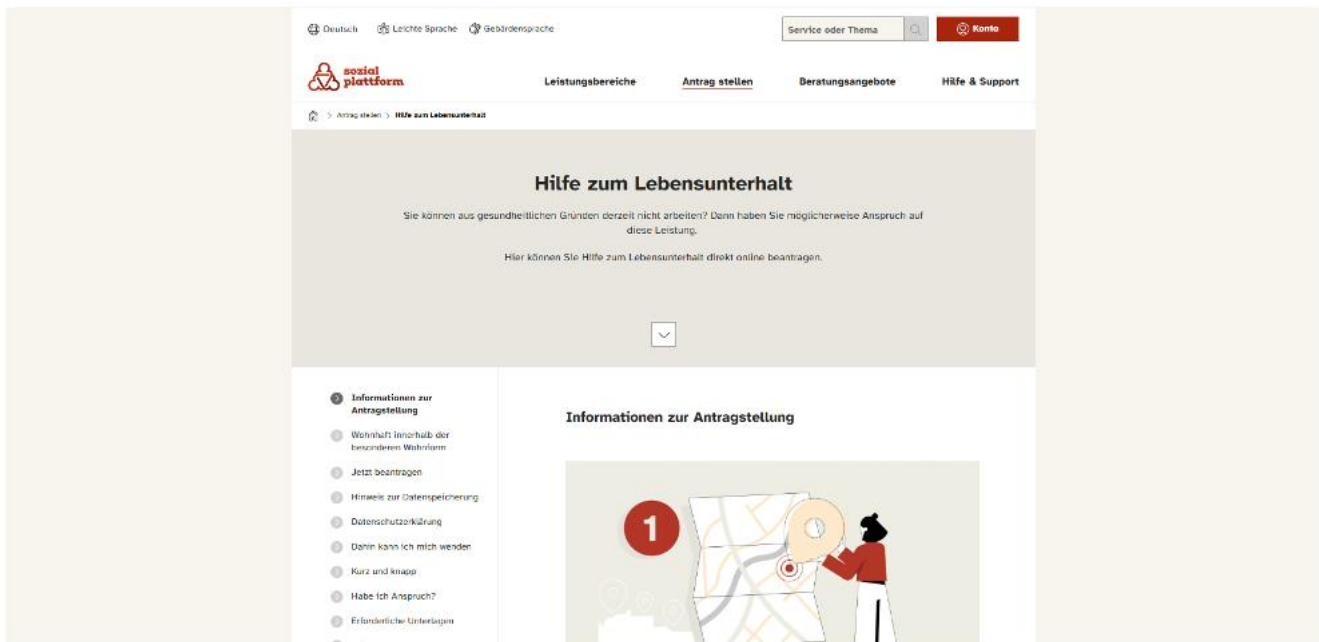 Deutsch Leichte Sprache Gebärdensprache
Service oder Thema
Konto
sozial
plattform
Leistungsbereiche Antrag stellen Beratungsangebote Hilfe & Support
> Antrag stellen > Hilfe zum Lebensunterhalt
Hilfe zum Lebensunterhalt
Sie können aus gesundheitlichen Gründen derzeit nicht arbeiten? Dann haben Sie möglicherweise Anspruch auf
diese Leistung.
Hier können Sie Hilfe zum Lebensunterhalt direkt online beantragen.
Informationen zur
Antragstellung
Wohnhaft innerhalb der
besonderen Wohnform
Jetzt beantragen
Hinweis zur Datenspeicherung
Datenschutzerklärung
Dahin kann ich mich wenden
Kurz und knapp
Habe ich Anspruch?
Erforderliche Unterlagen
Informationen zur Antragstellung
1